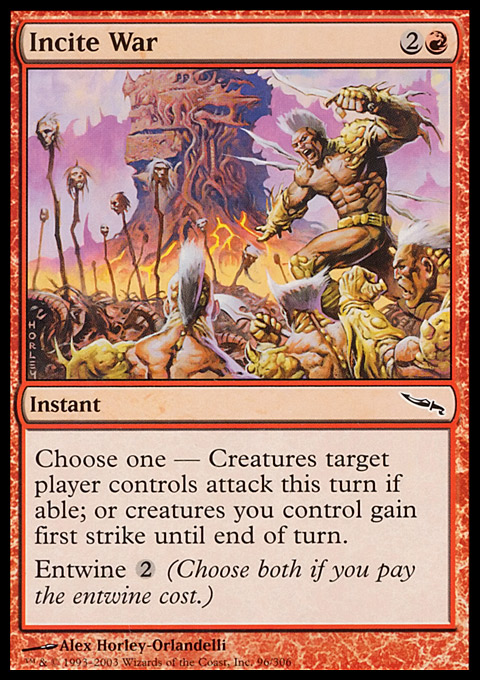 Incite War 2
HORLEY
Instant
Choose one — Creatures target
player controls attack this turn if
able; or creatures you control gain
first strike until end of turn.
Entwine 2 (Choose both if you pay
the entwine cost.)
Alex Horley-Orlandelli
™ & © 1993–2003 Wizards of the Coast, Inc. 96/306